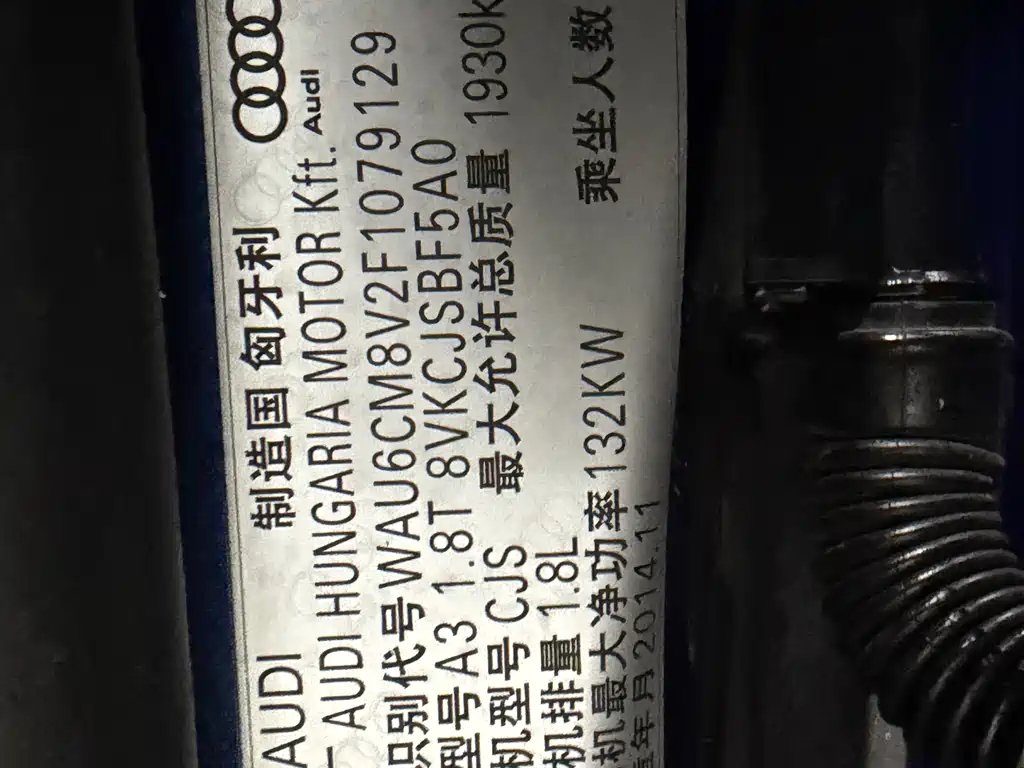 AUDI 制造国 匈牙利
AUDI HUNGARIA MOTOR Kft. Audi
识别代号 WAU6CM8V2F1079129
型号 A3 1.8T 8VKCJSBF5A0
机型号 CJS 最大允许总质量 1930k
机排量 1.8L
机最大净功率 132KW 乘坐人数
年月 2014.11